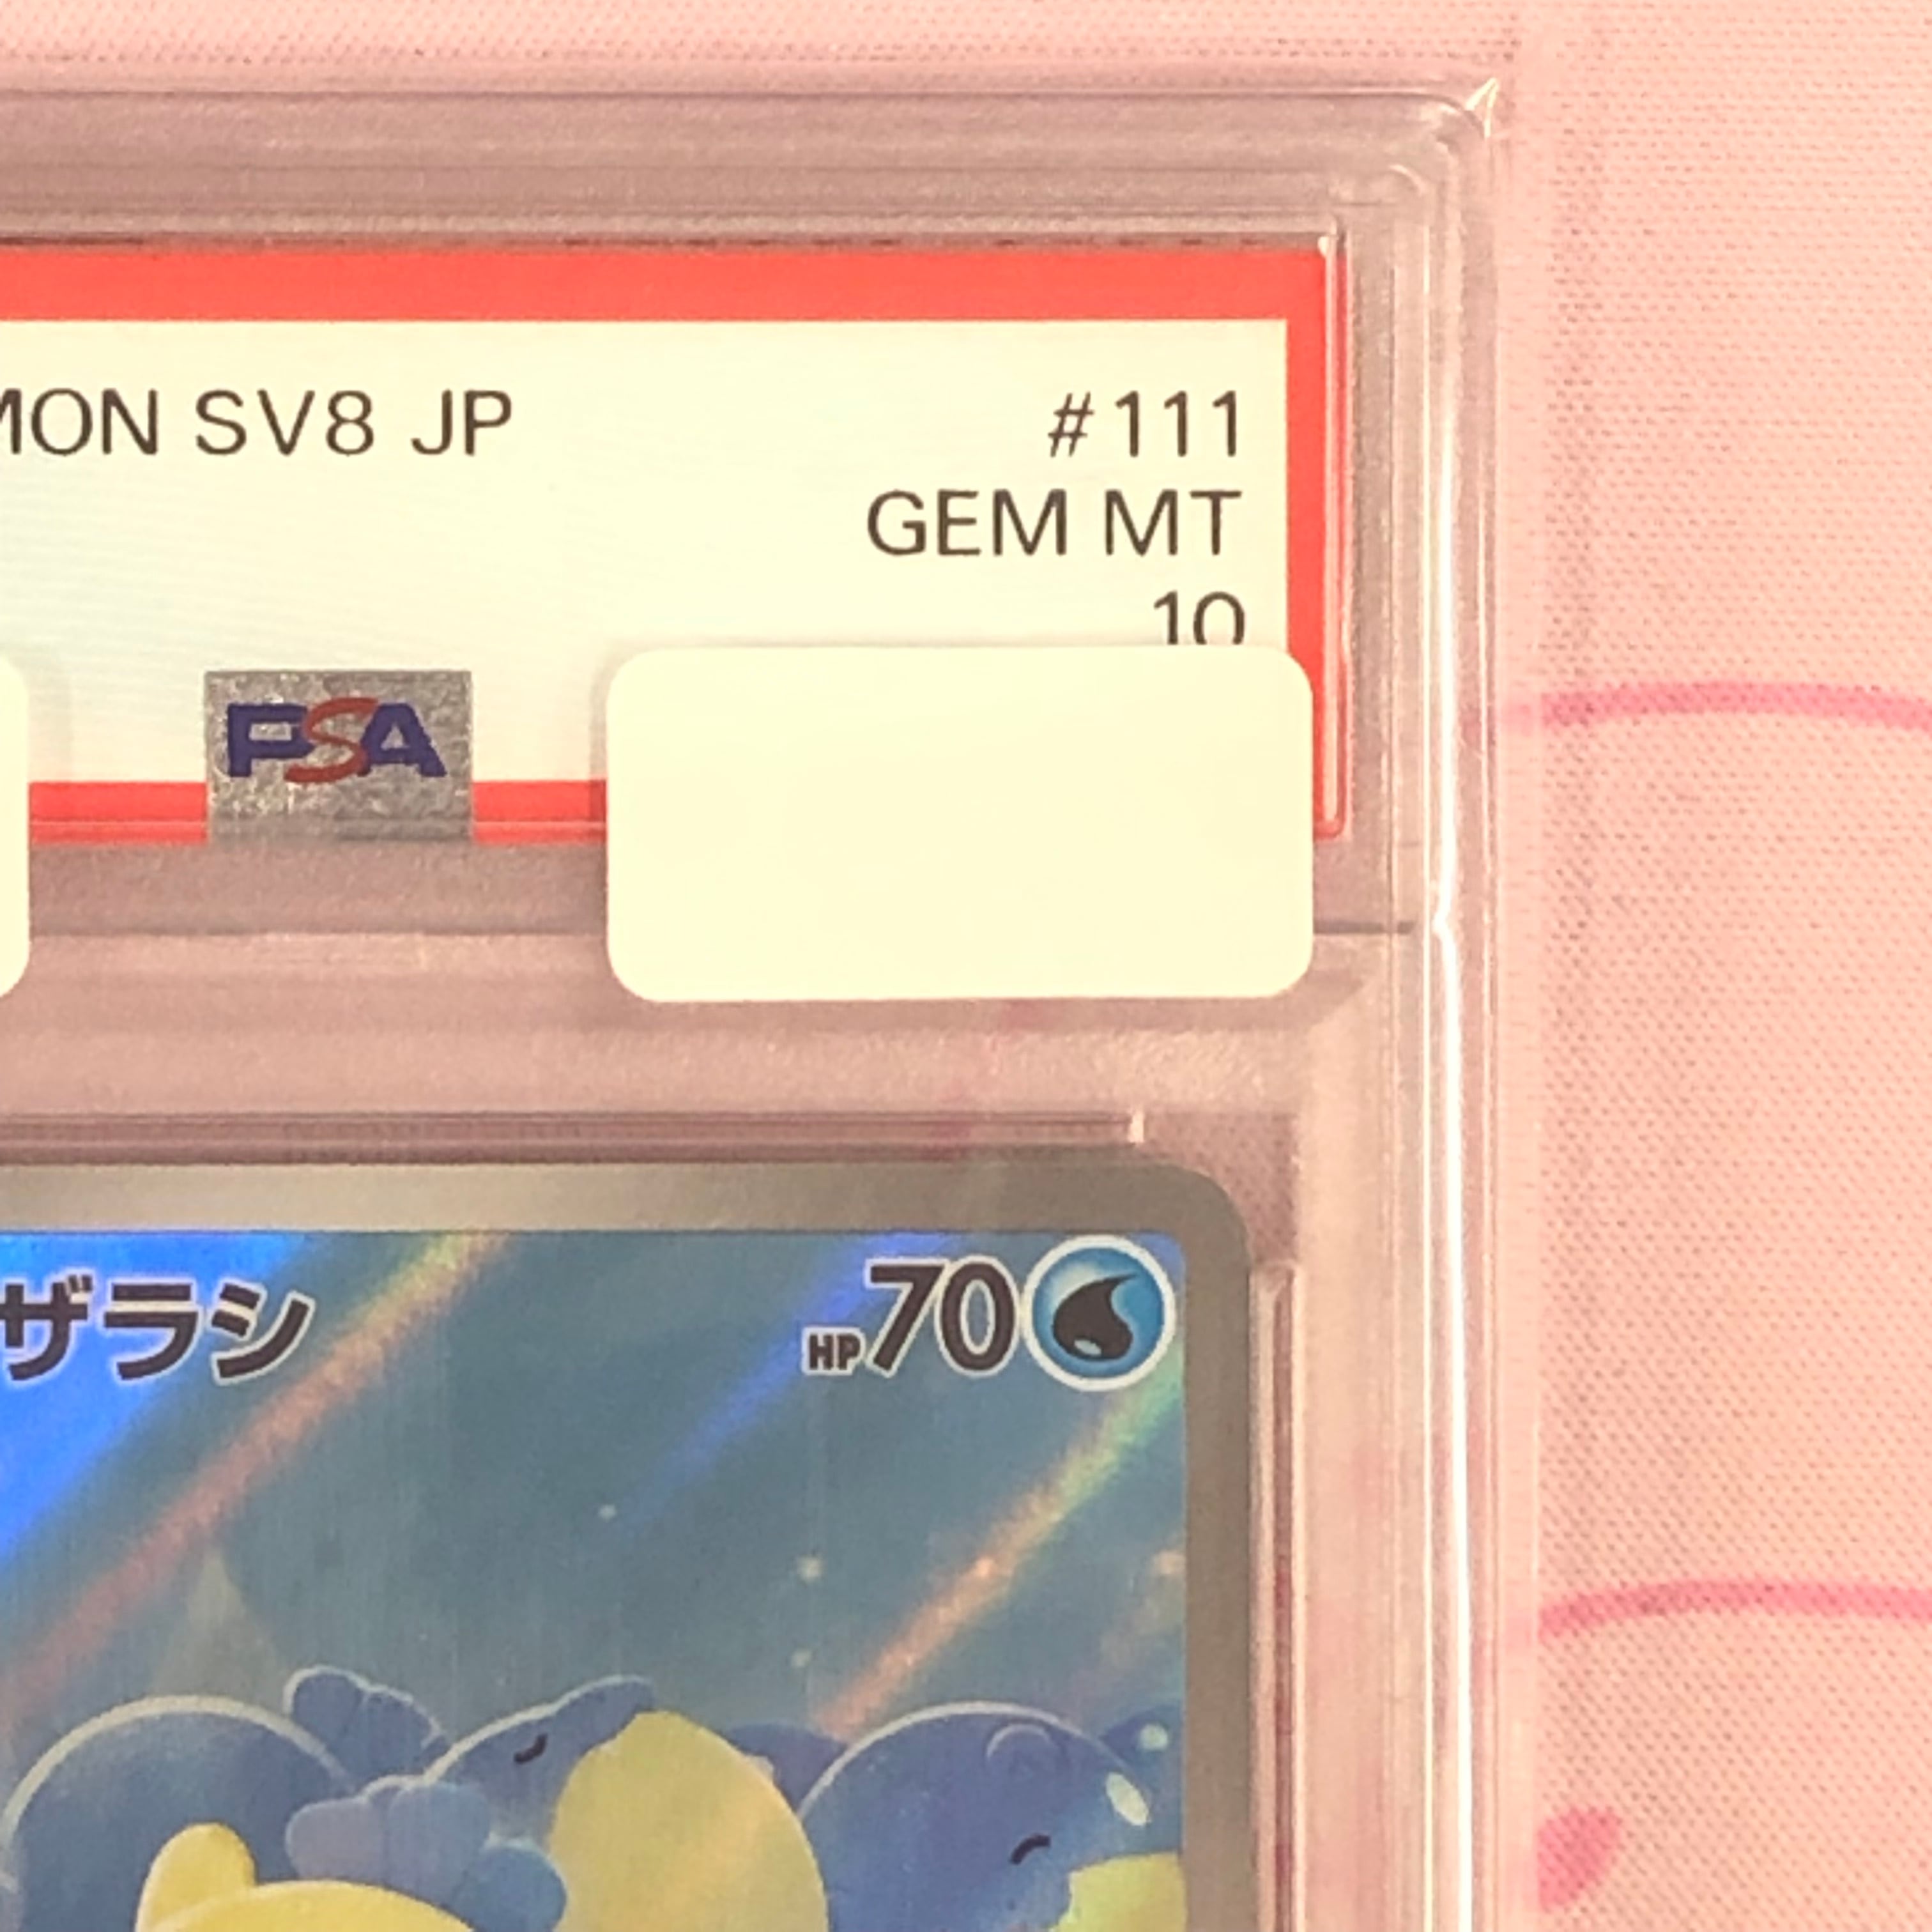 MON SV8 JP #111
GEM MT
10
PSA
ザラシ HP70